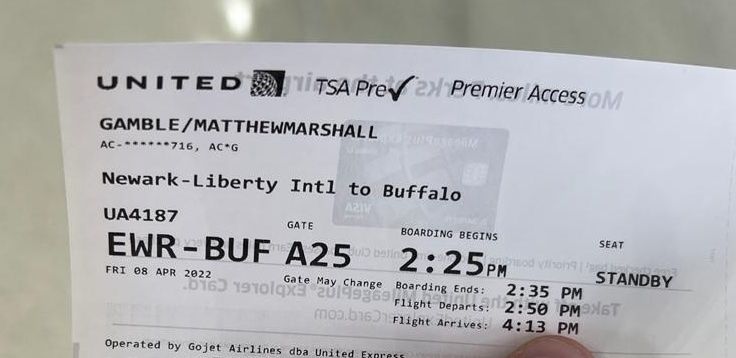 UNITED TSA Pre✓ Premier Access
GAMBLE/MATTHEWMARSHALL
AC-******716, AC*G
Newark-Liberty Intl to Buffalo
UA4187
GATE BOARDING BEGINS SEAT
EWR-BUF A25 2:25PM STANDBY
FRI 08 APR 2022 Gate May Change Boarding Ends: 2:35 PM
Flight Departs: 2:50 PM
Flight Arrives: 4:13 PM
Operated by Gojet Airlines dba United Express